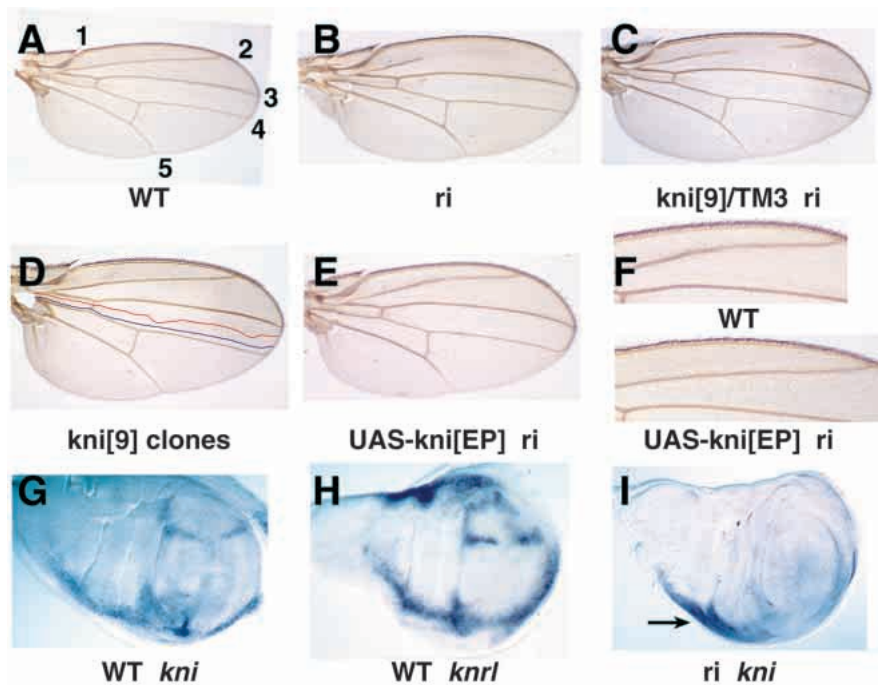 A
1
2
3
4
5
WT
B
ri
C
kni[9]/TM3 ri
D
kni[9] clones
E
UAS-kni[EP] ri
F
WT
UAS-kni[EP] ri
G
WT kni
H
WT knrl
I
ri kni